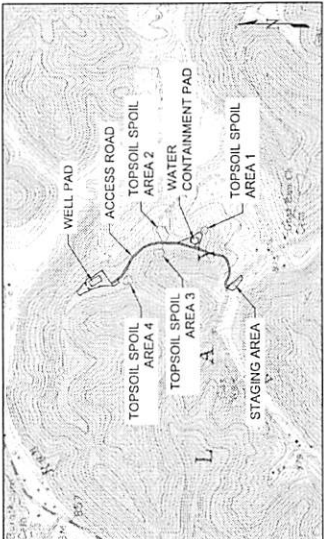 WELL PAD
ACCESS ROAD
TOPSOIL SPOIL
AREA 2
WATER
CONTAINMENT PAD
TOPSOIL SPOIL
AREA 1
TOPSOIL SPOIL
AREA 4
TOPSOIL SPOIL
AREA 3
STAGING AREA
L
A
Y
857
N